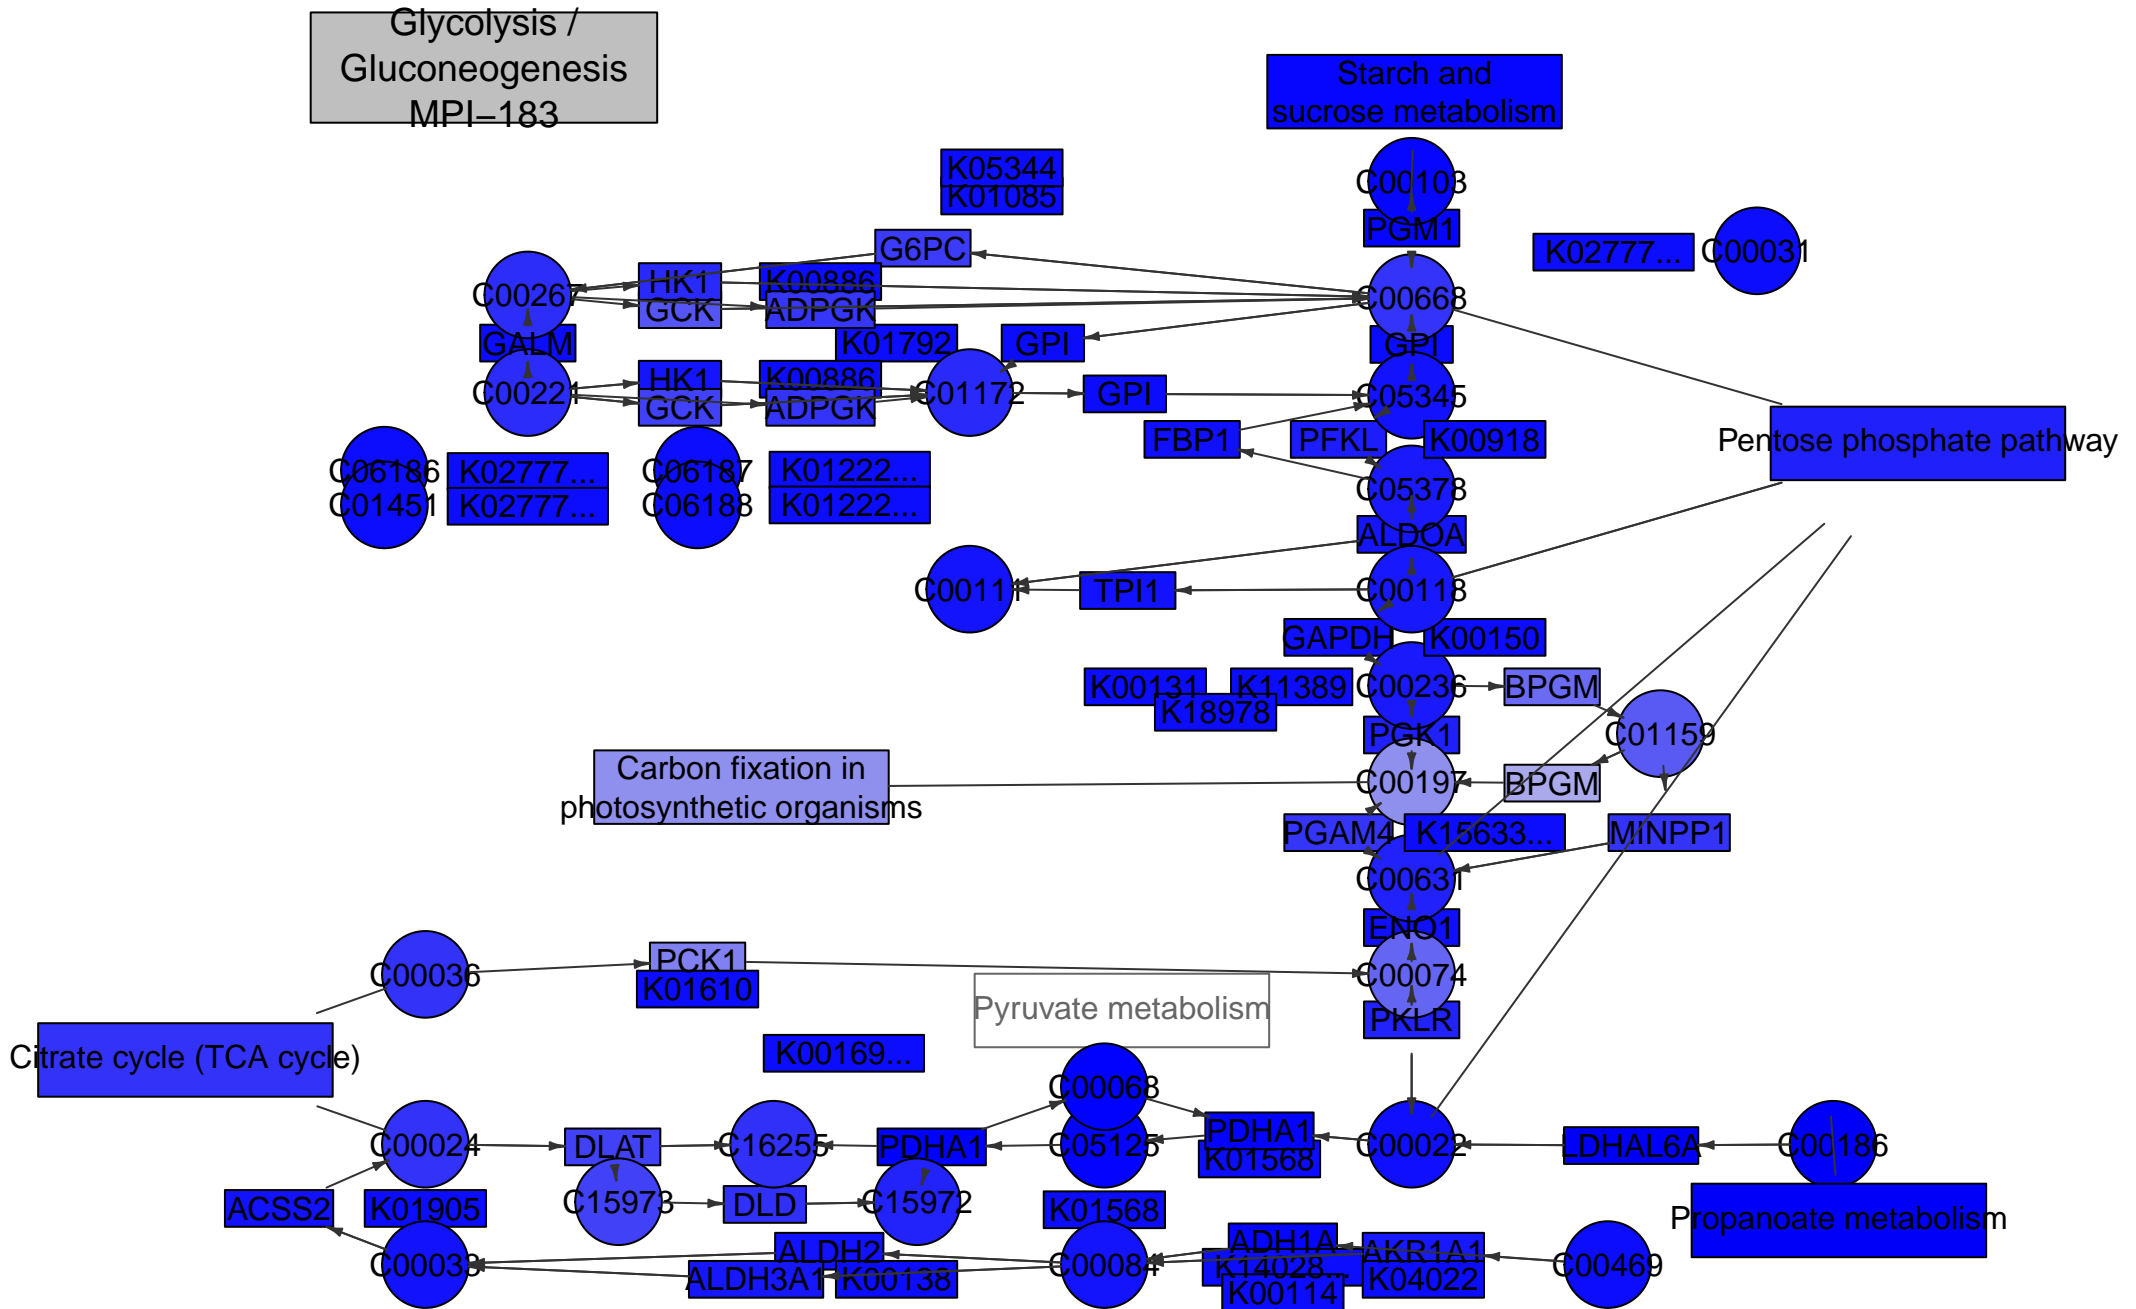 Glycolysis /
Gluconeogenesis
MPI−183
Starch and
sucrose metabolism
K05344
K01085
C00103
PGM1
G6PC
K02777...
C00031
C00267
HK1
K00886
GCK
ADPGK
C00668
GALM
K01792
GPI
GPI
C00221
HK1
K00886
GCK
ADPGK
C01172
GPI
C05345
FBP1
PFKL
K00918
Pentose phosphate pathway
C06186
K02777...
C06187
K01222...
C01451
K02777...
C06188
K01222...
C05378
ALDOA
C00111
TPI1
C00118
GAPDH
K00150
K00131
K11389
K18978
C00236
BPGM
PGK1
C01159
Carbon fixation in
photosynthetic organisms
C00197
BPGM
PGAM4
K15633...
MINPP1
C00631
ENO1
C00036
PCK1
K01610
C00074
Pyruvate metabolism
PKLR
Citrate cycle (TCA cycle)
K00169...
C00068
C00024
DLAT
C16255
PDHA1
C05125
PDHA1
K01568
C00022
LDHAL6A
C00186
ACSS2
K01905
C15973
DLD
C15972
K01568
Propanoate metabolism
C00033
ALDH2
ALDH3A1
K00138
C00084
ADH1A
K14028...
K00114
AKR1A1
K04022
C00469